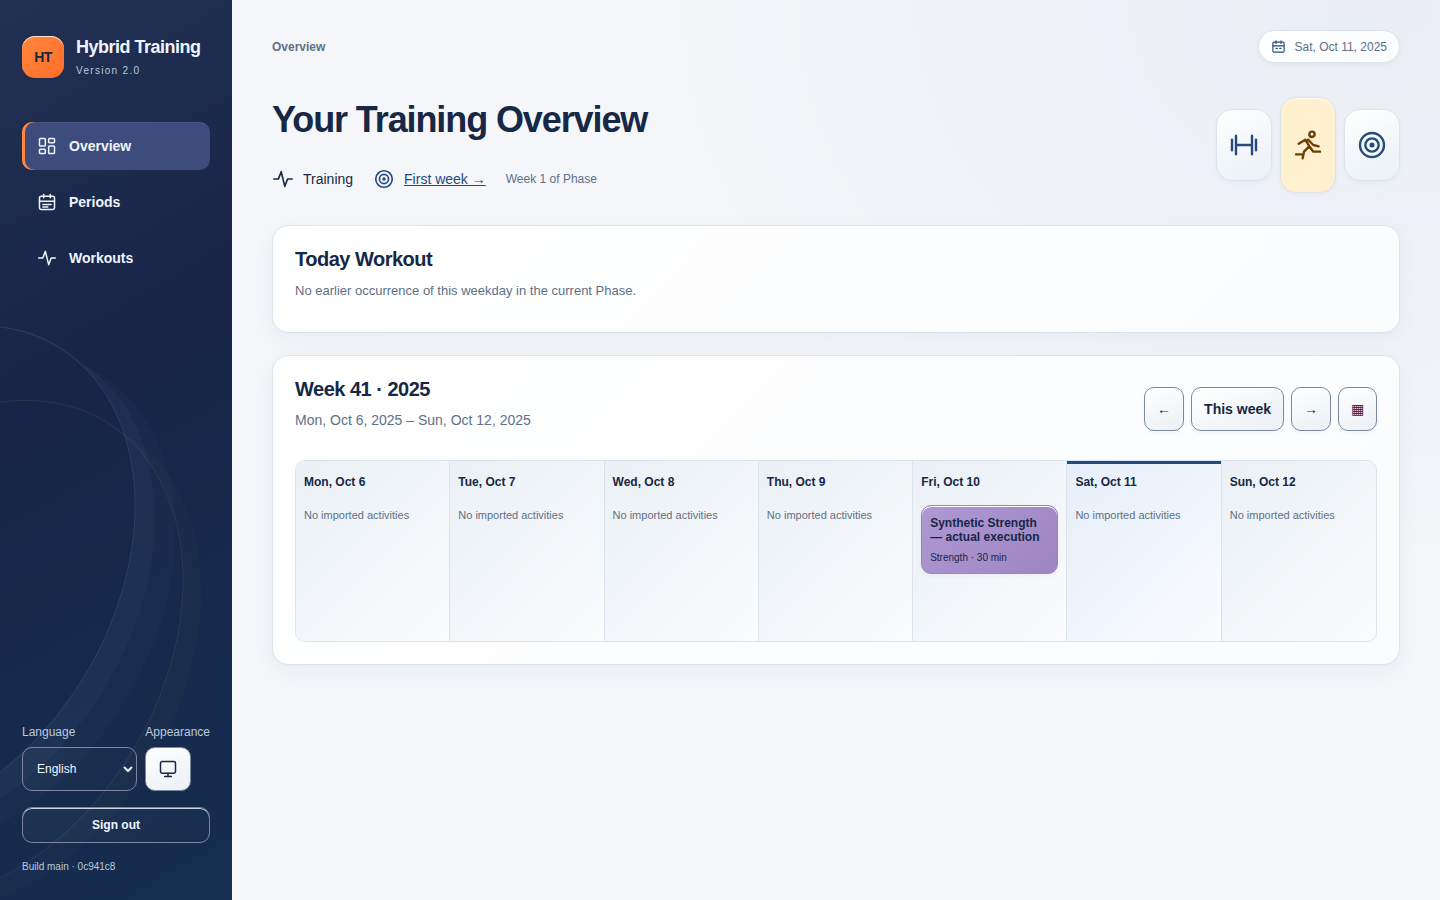 HT
Hybrid Training
Version 2.0
Overview
Periods
Workouts
Language
Appearance
English
Sign out
Build main · 0c941c8
Overview
Sat, Oct 11, 2025
Your Training Overview
Training
First week →
Week 1 of Phase
Today Workout
No earlier occurrence of this weekday in the current Phase.
Week 41 · 2025
Mon, Oct 6, 2025 – Sun, Oct 12, 2025
←
This week
→
Mon, Oct 6
No imported activities
Tue, Oct 7
No imported activities
Wed, Oct 8
No imported activities
Thu, Oct 9
No imported activities
Fri, Oct 10
Synthetic Strength
— actual execution
Strength · 30 min
Sat, Oct 11
No imported activities
Sun, Oct 12
No imported activities